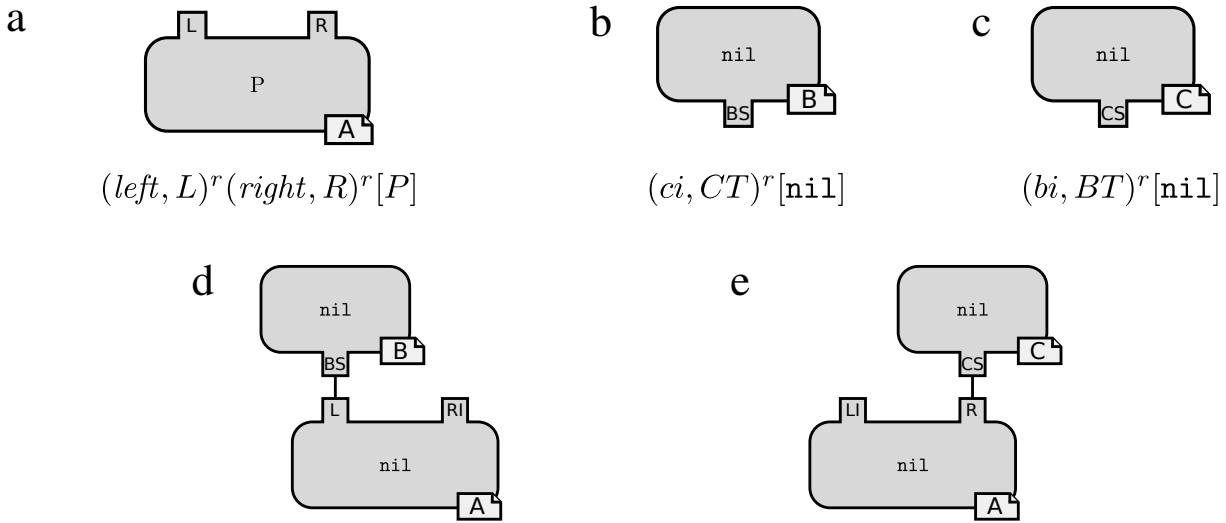 a
L R
P
A
(left, L)^r(right, R)^r[P]
b
nil
BS
B
(ci, CT)^r[nil]
c
nil
CS
C
(bi, BT)^r[nil]
d
nil
BS
B
L RI
nil
A
e
nil
CS
C
LI R
nil
A